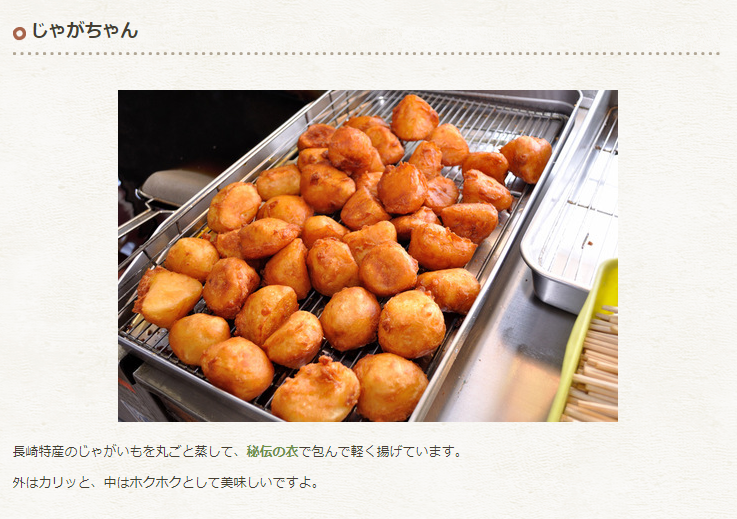 じゃがちゃん
長崎特産のじゃがいもを丸ごと蒸して、秘伝の衣で包んで軽く揚げています。
外はカリッと、中はホクホクとして美味しいですよ。